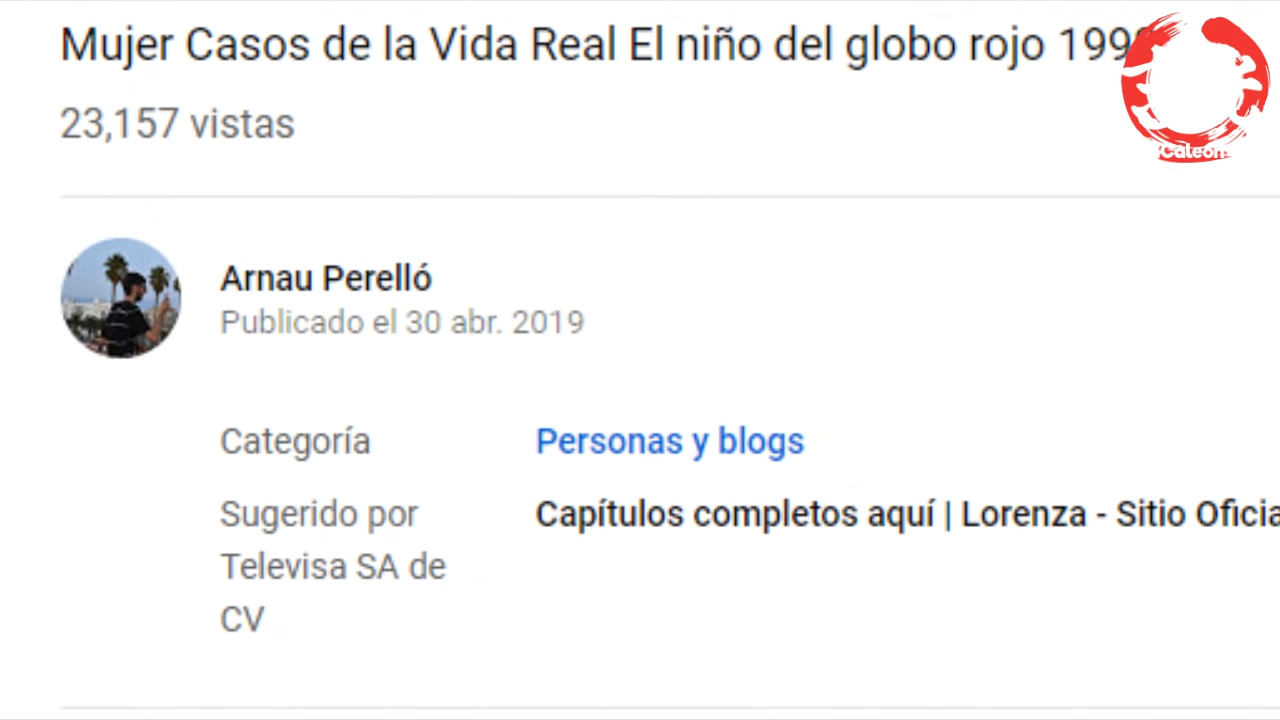 Mujer Casos de la Vida Real El niño del globo rojo
23,157 vistas
Arnau Perelló
Publicado el 30 abr. 2019
Categoría
Personas y blogs
Sugerido por
Televisa SA de
CV
Capítulos completos aquí | Lorenza - Sitio Oficia